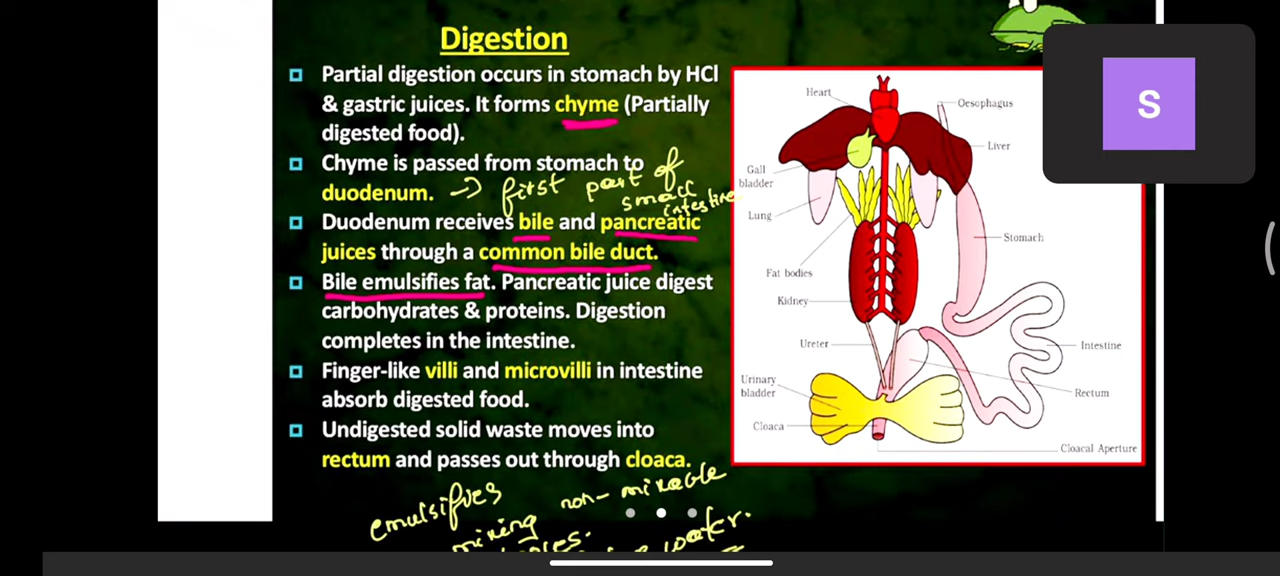 Digestion
Partial digestion occurs in stomach by HCl
& gastric juices. It forms chyme (Partially
digested food).
Chyme is passed from stomach to
duodenum. → first part of
small
intestine
Duodenum receives bile and pancreatic
juices through a common bile duct.
Bile emulsifies fat. Pancreatic juice digest
carbohydrates & proteins. Digestion
completes in the intestine.
Finger-like villi and microvilli in intestine
absorb digested food.
Undigested solid waste moves into
rectum and passes out through cloaca.
emulsifies
mixing non-mixable
water.
Heart
Oesophagus
Liver
Gall
bladder
Lung
Stomach
Fat bodies
Kidney
Ureter
Intestine
Urinary
bladder
Rectum
Cloaca
Cloacal Aperture
S